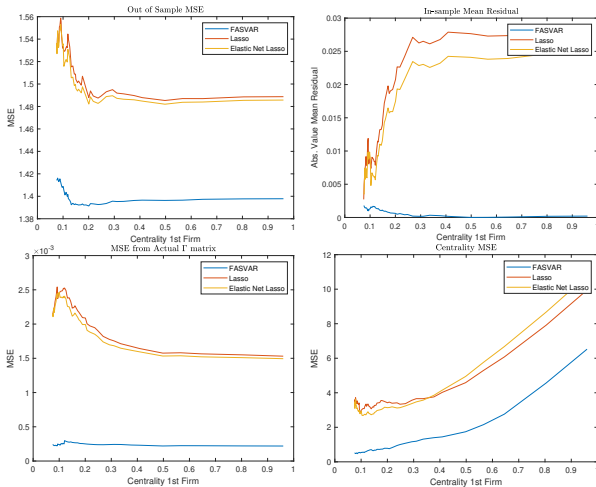 Out of Sample MSE
1.56
1.54
1.52
1.5
1.48
1.46
1.44
1.42
1.4
1.38
MSE
FASVAR
Lasso
Elastic Net Lasso
0 0.1 0.2 0.3 0.4 0.5 0.6 0.7 0.8 0.9 1
Centrality 1st Firm
In-sample Mean Residual
0.03
0.025
0.02
0.015
0.01
0.005
0
Abs. Value Mean Residual
FASVAR
Lasso
Elastic Net Lasso
0 0.1 0.2 0.3 0.4 0.5 0.6 0.7 0.8 0.9 1
Centrality 1st Firm
MSE from Actual Γ matrix
×10⁻³
3
2.5
2
1.5
1
0.5
0
MSE
FASVAR
Lasso
Elastic Net Lasso
0 0.1 0.2 0.3 0.4 0.5 0.6 0.7 0.8 0.9 1
Centrality 1st Firm
Centrality MSE
12
10
8
6
4
2
0
MSE
FASVAR
Lasso
Elastic Net Lasso
0 0.1 0.2 0.3 0.4 0.5 0.6 0.7 0.8 0.9 1
Centrality 1st Firm